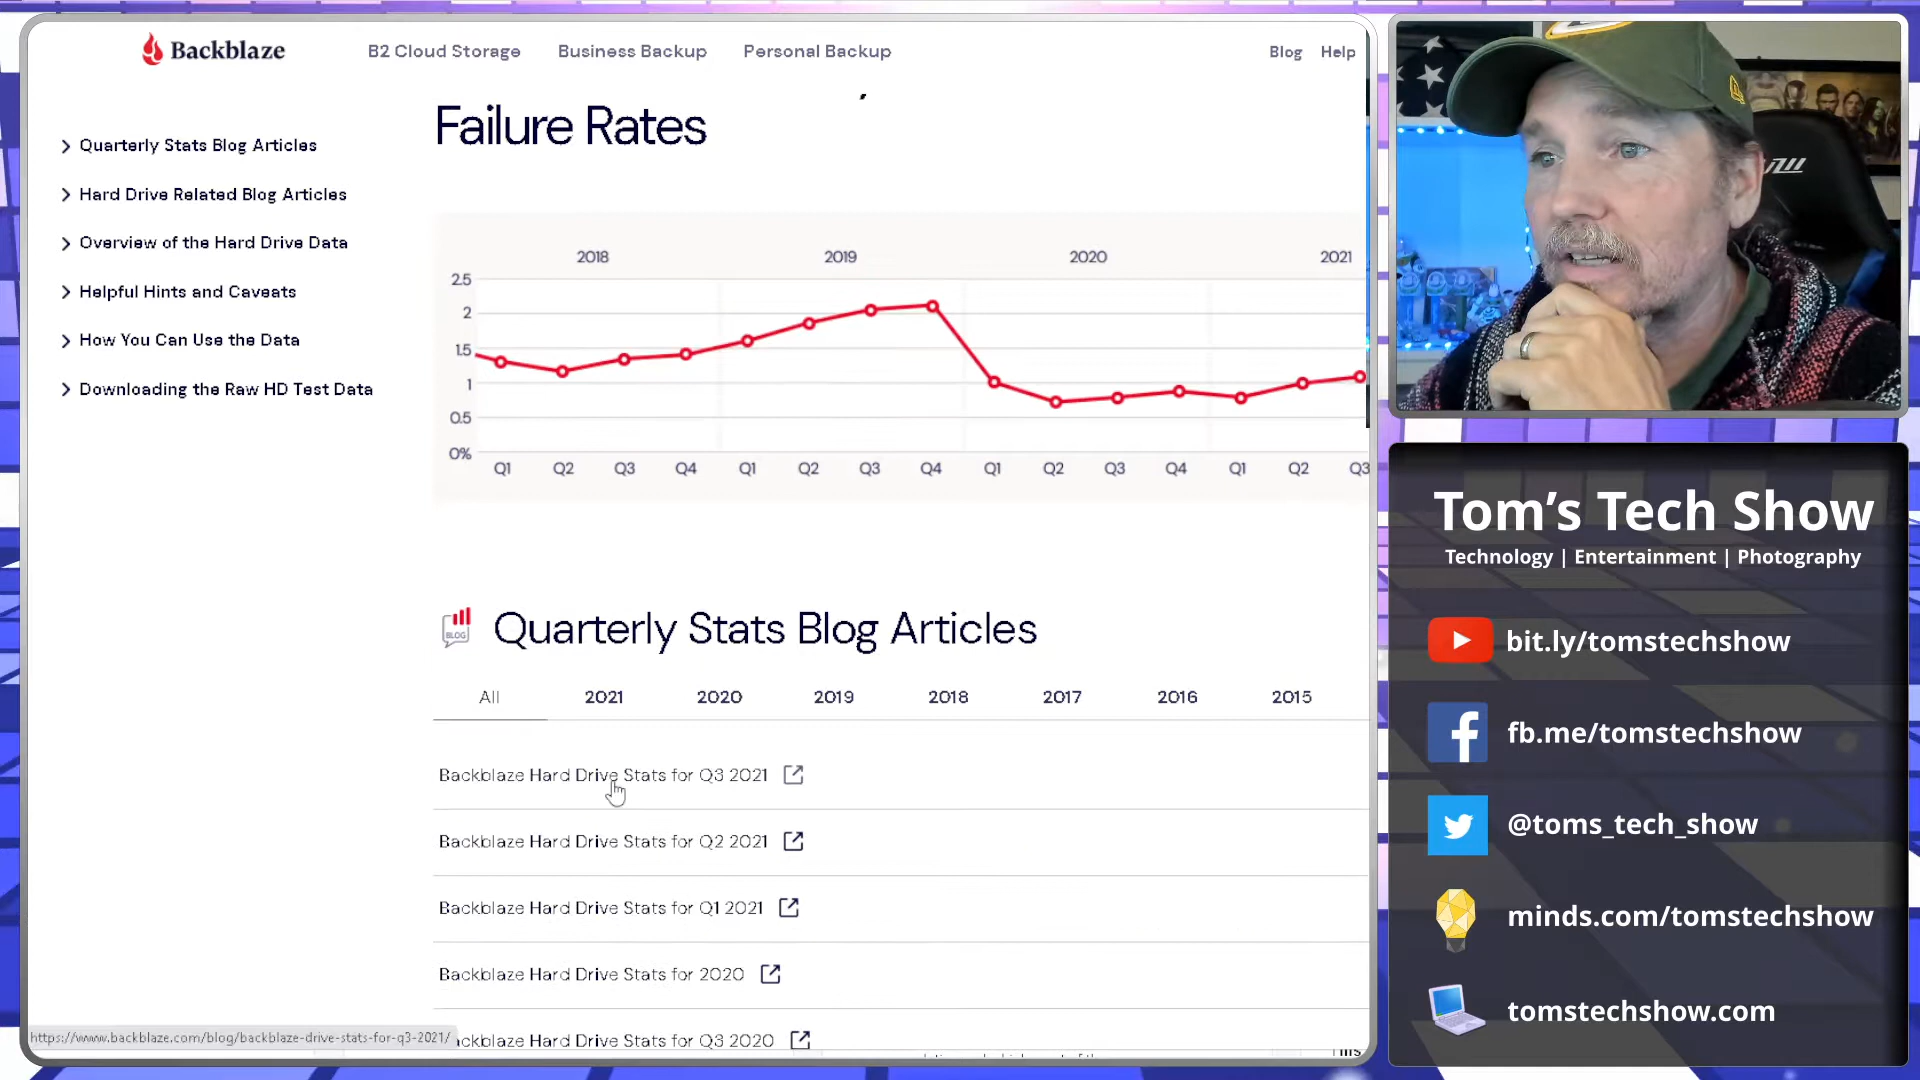 Backblaze
B2 Cloud Storage
Business Backup
Personal Backup
Blog
Help
Quarterly Stats Blog Articles
Hard Drive Related Blog Articles
Overview of the Hard Drive Data
Helpful Hints and Caveats
How You Can Use the Data
Downloading the Raw HD Test Data
Failure Rates
2018 2019 2020 2021
2.5
2
1.5
1
0.5
0%
Q1 Q2 Q3 Q4 Q1 Q2 Q3 Q4 Q1 Q2 Q3 Q4 Q1 Q2 Q3
BLOG
Quarterly Stats Blog Articles
All 2021 2020 2019 2018 2017 2016 2015
Backblaze Hard Drive Stats for Q3 2021
Backblaze Hard Drive Stats for Q2 2021
Backblaze Hard Drive Stats for Q1 2021
Backblaze Hard Drive Stats for 2020
ckblaze Hard Drive Stats for Q3 2020
https://www.backblaze.com/blog/backblaze-drive-stats-for-q3-2021/
Tom's Tech Show
Technology | Entertainment | Photography
bit.ly/tomstechshow
fb.me/tomstechshow
@toms_tech_show
minds.com/tomstechshow
tomstechshow.com